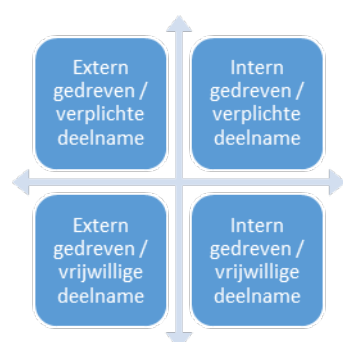 Extern
gedreven /
verplichte
deelname
Intern
gedreven /
verplichte
deelname
Extern
gedreven /
vrijwillige
deelname
Intern
gedreven /
vrijwillige
deelname